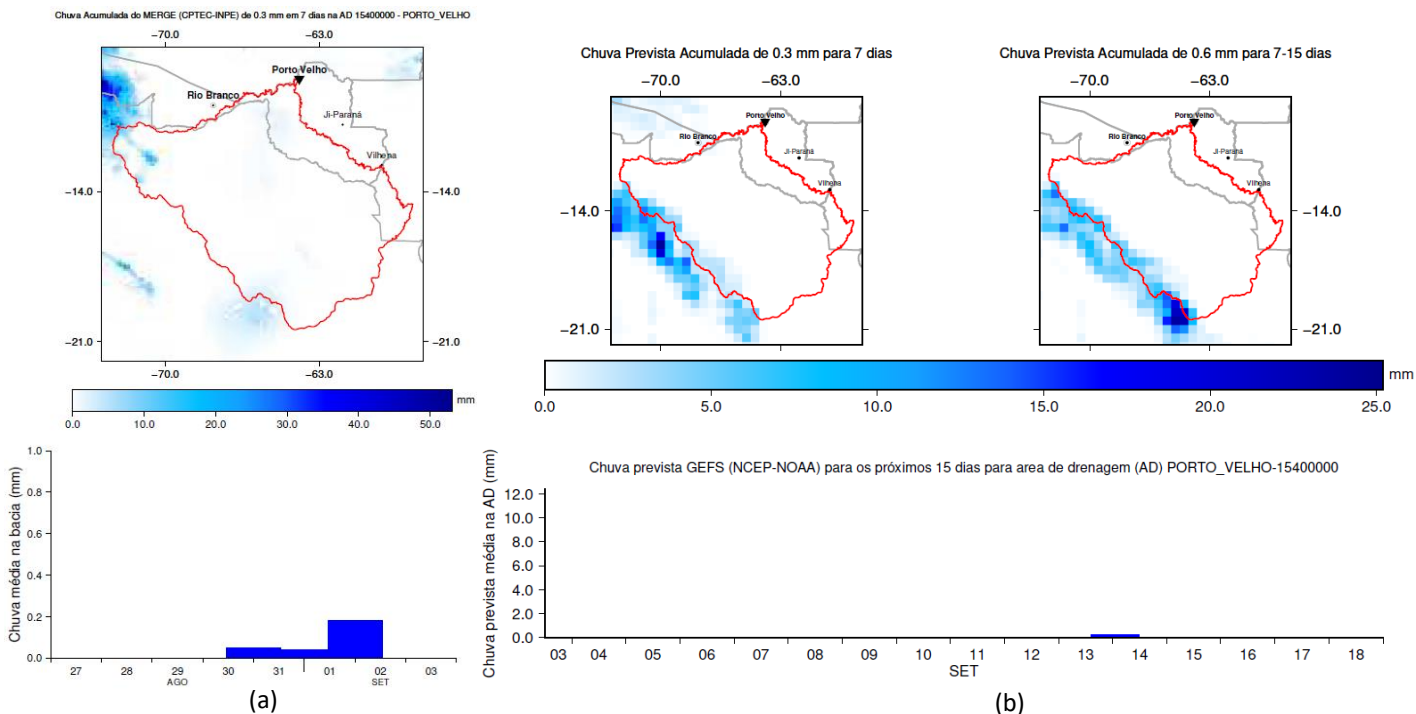 Chuva Acumulada do MERGE (CPTEC-INPE) de 0.3 mm em 7 dias na AD 15400000 - PORTO_VELHO
−70.0 −63.0
Porto Velho
Rio Branco
Ji-Paraná
Vilhena
−14.0 −14.0
−21.0 −21.0
−70.0 −63.0
mm
0.0 10.0 20.0 30.0 40.0 50.0
Chuva média na bacia (mm)
1.0
0.8
0.6
0.4
0.2
0.0
27 28 29 30 31 01 02 03
AGO SET
(a)
Chuva Prevista Acumulada de 0.3 mm para 7 dias
−70.0 −63.0
Porto Velho
Rio Branco
Ji-Paraná
Vilhena
−14.0
−21.0
Chuva Prevista Acumulada de 0.6 mm para 7-15 dias
−70.0 −63.0
Porto Velho
Rio Branco
Ji-Paraná
Vilhena
−14.0
−21.0
mm
0.0 5.0 10.0 15.0 20.0 25.0
Chuva prevista GEFS (NCEP-NOAA) para os próximos 15 dias para area de drenagem (AD) PORTO_VELHO-15400000
Chuva prevista média na AD (mm)
12.0
10.0
8.0
6.0
4.0
2.0
0.0
03 04 05 06 07 08 09 10 11 12 13 14 15 16 17 18
SET
(b)